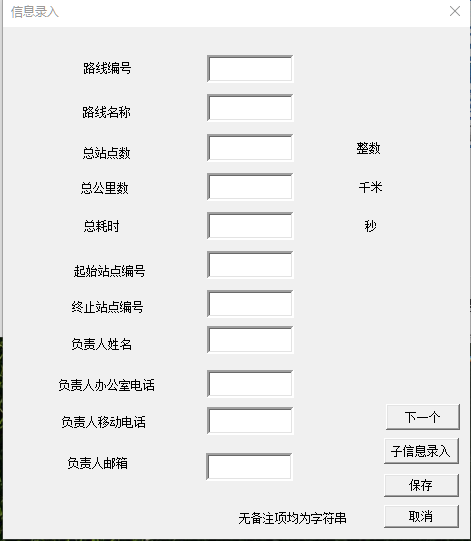 信息录入
路线编号
路线名称
总站点数 整数
总公里数 千米
总耗时 秒
起始站点编号
终止站点编号
负责人姓名
负责人办公室电话
负责人移动电话 下一个
子信息录入
负责人邮箱
保存
无备注项均为字符串 取消